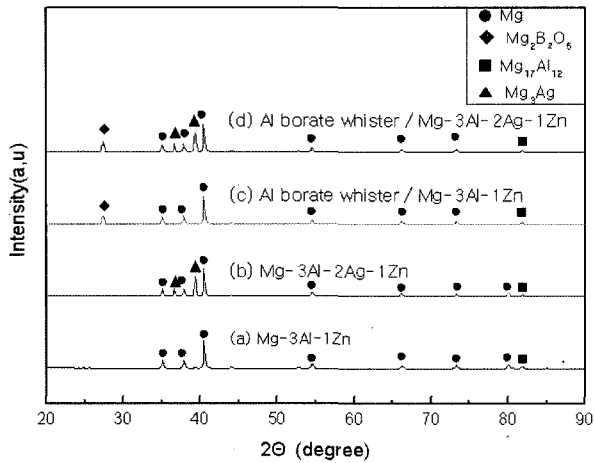 Mg
Mg2B2O5
Mg17Al12
Mg3Ag
(d) Al borate whister / Mg-3Al-2Ag-1Zn
(c) Al borate whister / Mg-3Al-1Zn
(b) Mg-3Al-2Ag-1Zn
(a) Mg-3Al-1Zn
Intenisity(a,u)
20 30 40 50 60 70 80 90
2Θ (degree)